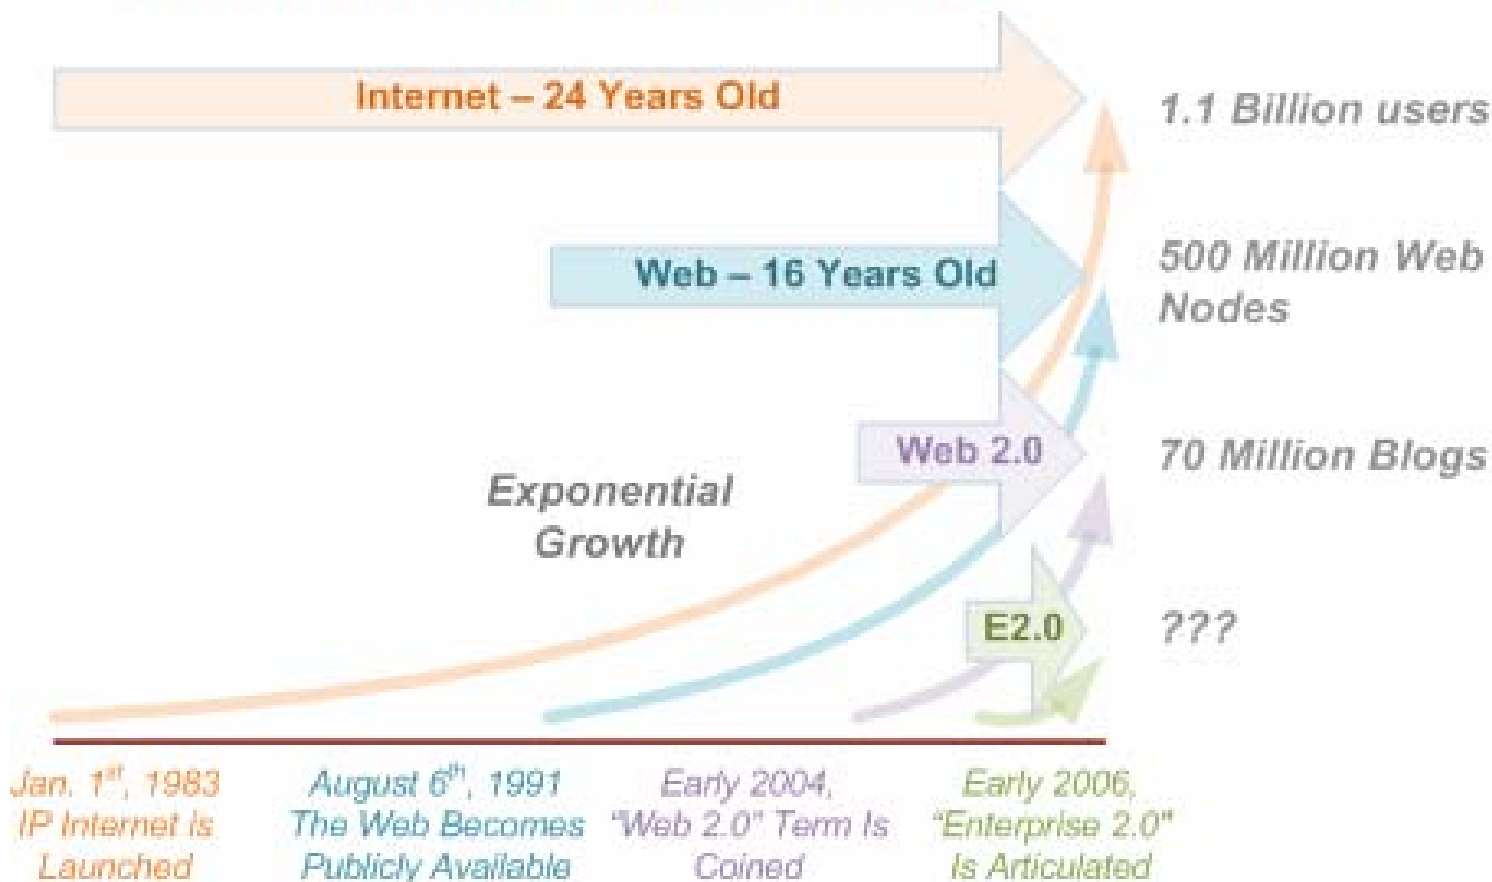 Internet – 24 Years Old
1.1 Billion users
Web – 16 Years Old
500 Million Web
Nodes
Web 2.0
70 Million Blogs
Exponential
Growth
E2.0
???
Jan. 1st, 1983
IP Internet is
Launched
August 6th, 1991
The Web Becomes
Publicly Available
Early 2004,
"Web 2.0" Term Is
Coined
Early 2006,
"Enterprise 2.0"
Is Articulated